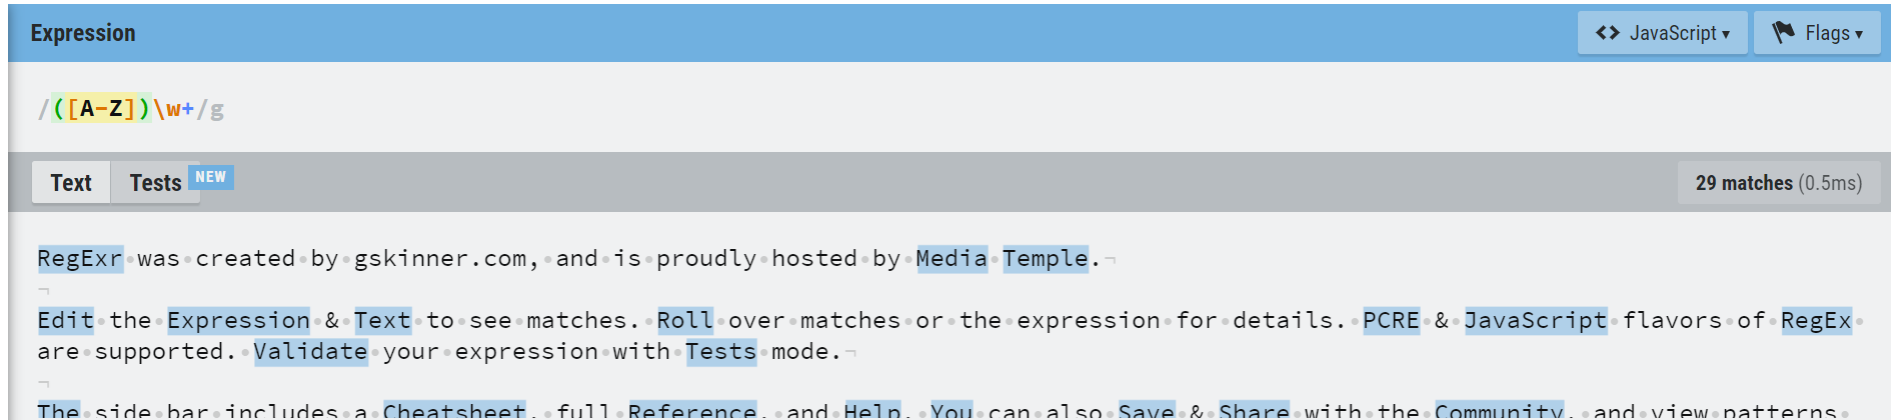 Expression
<> JavaScript ▾
Flags ▾
/([A-Z])\w+/g
Text
Tests
NEW
29 matches (0.5ms)
RegExr was created by gskinner.com, and is proudly hosted by Media Temple.
Edit the Expression & Text to see matches. Roll over matches or the expression for details. PCRE & JavaScript flavors of RegEx
are supported. Validate your expression with Tests mode.
The side bar includes a Cheatsheet, full Reference, and Help. You can also Save & Share with the Community, and view patterns